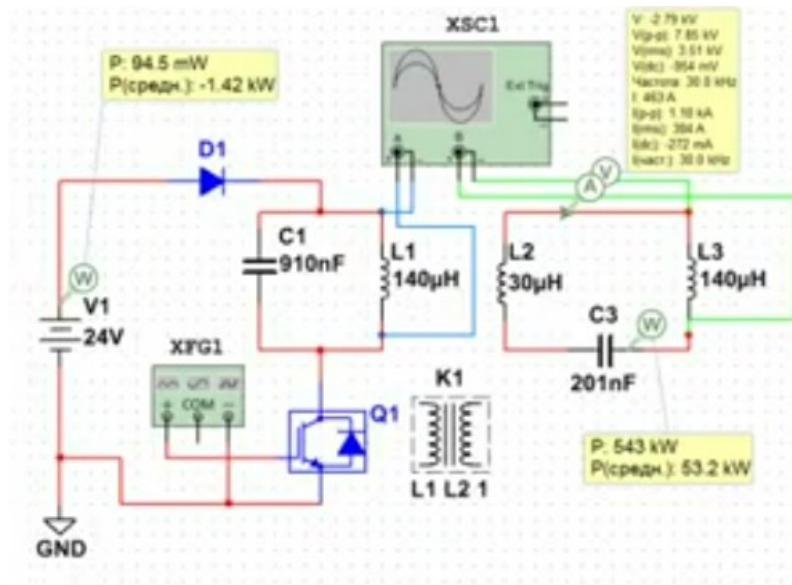 XSC1
V: -2.79 kV
V(p-p): 7.85 kV
V(rms): 3.51 kV
V(dc): -954 mV
Частота: 30.0 kHz
I: 463 A
I(p-p): 1.10 kA
I(rms): 384 A
I(dc): -272 mA
I(част.): 30.0 kHz
P: 94.5 mW
P(средн.): -1.42 kW
Ext Trig
A
B
D1
A
V
C1
910nF
L1
140μH
L2
30μH
L3
140μH
W
V1
24V
C3
201nF
W
XFG1
COM
K1
Q1
L1 L2 1
P: 543 kW
P(средн.): 53.2 kW
GND